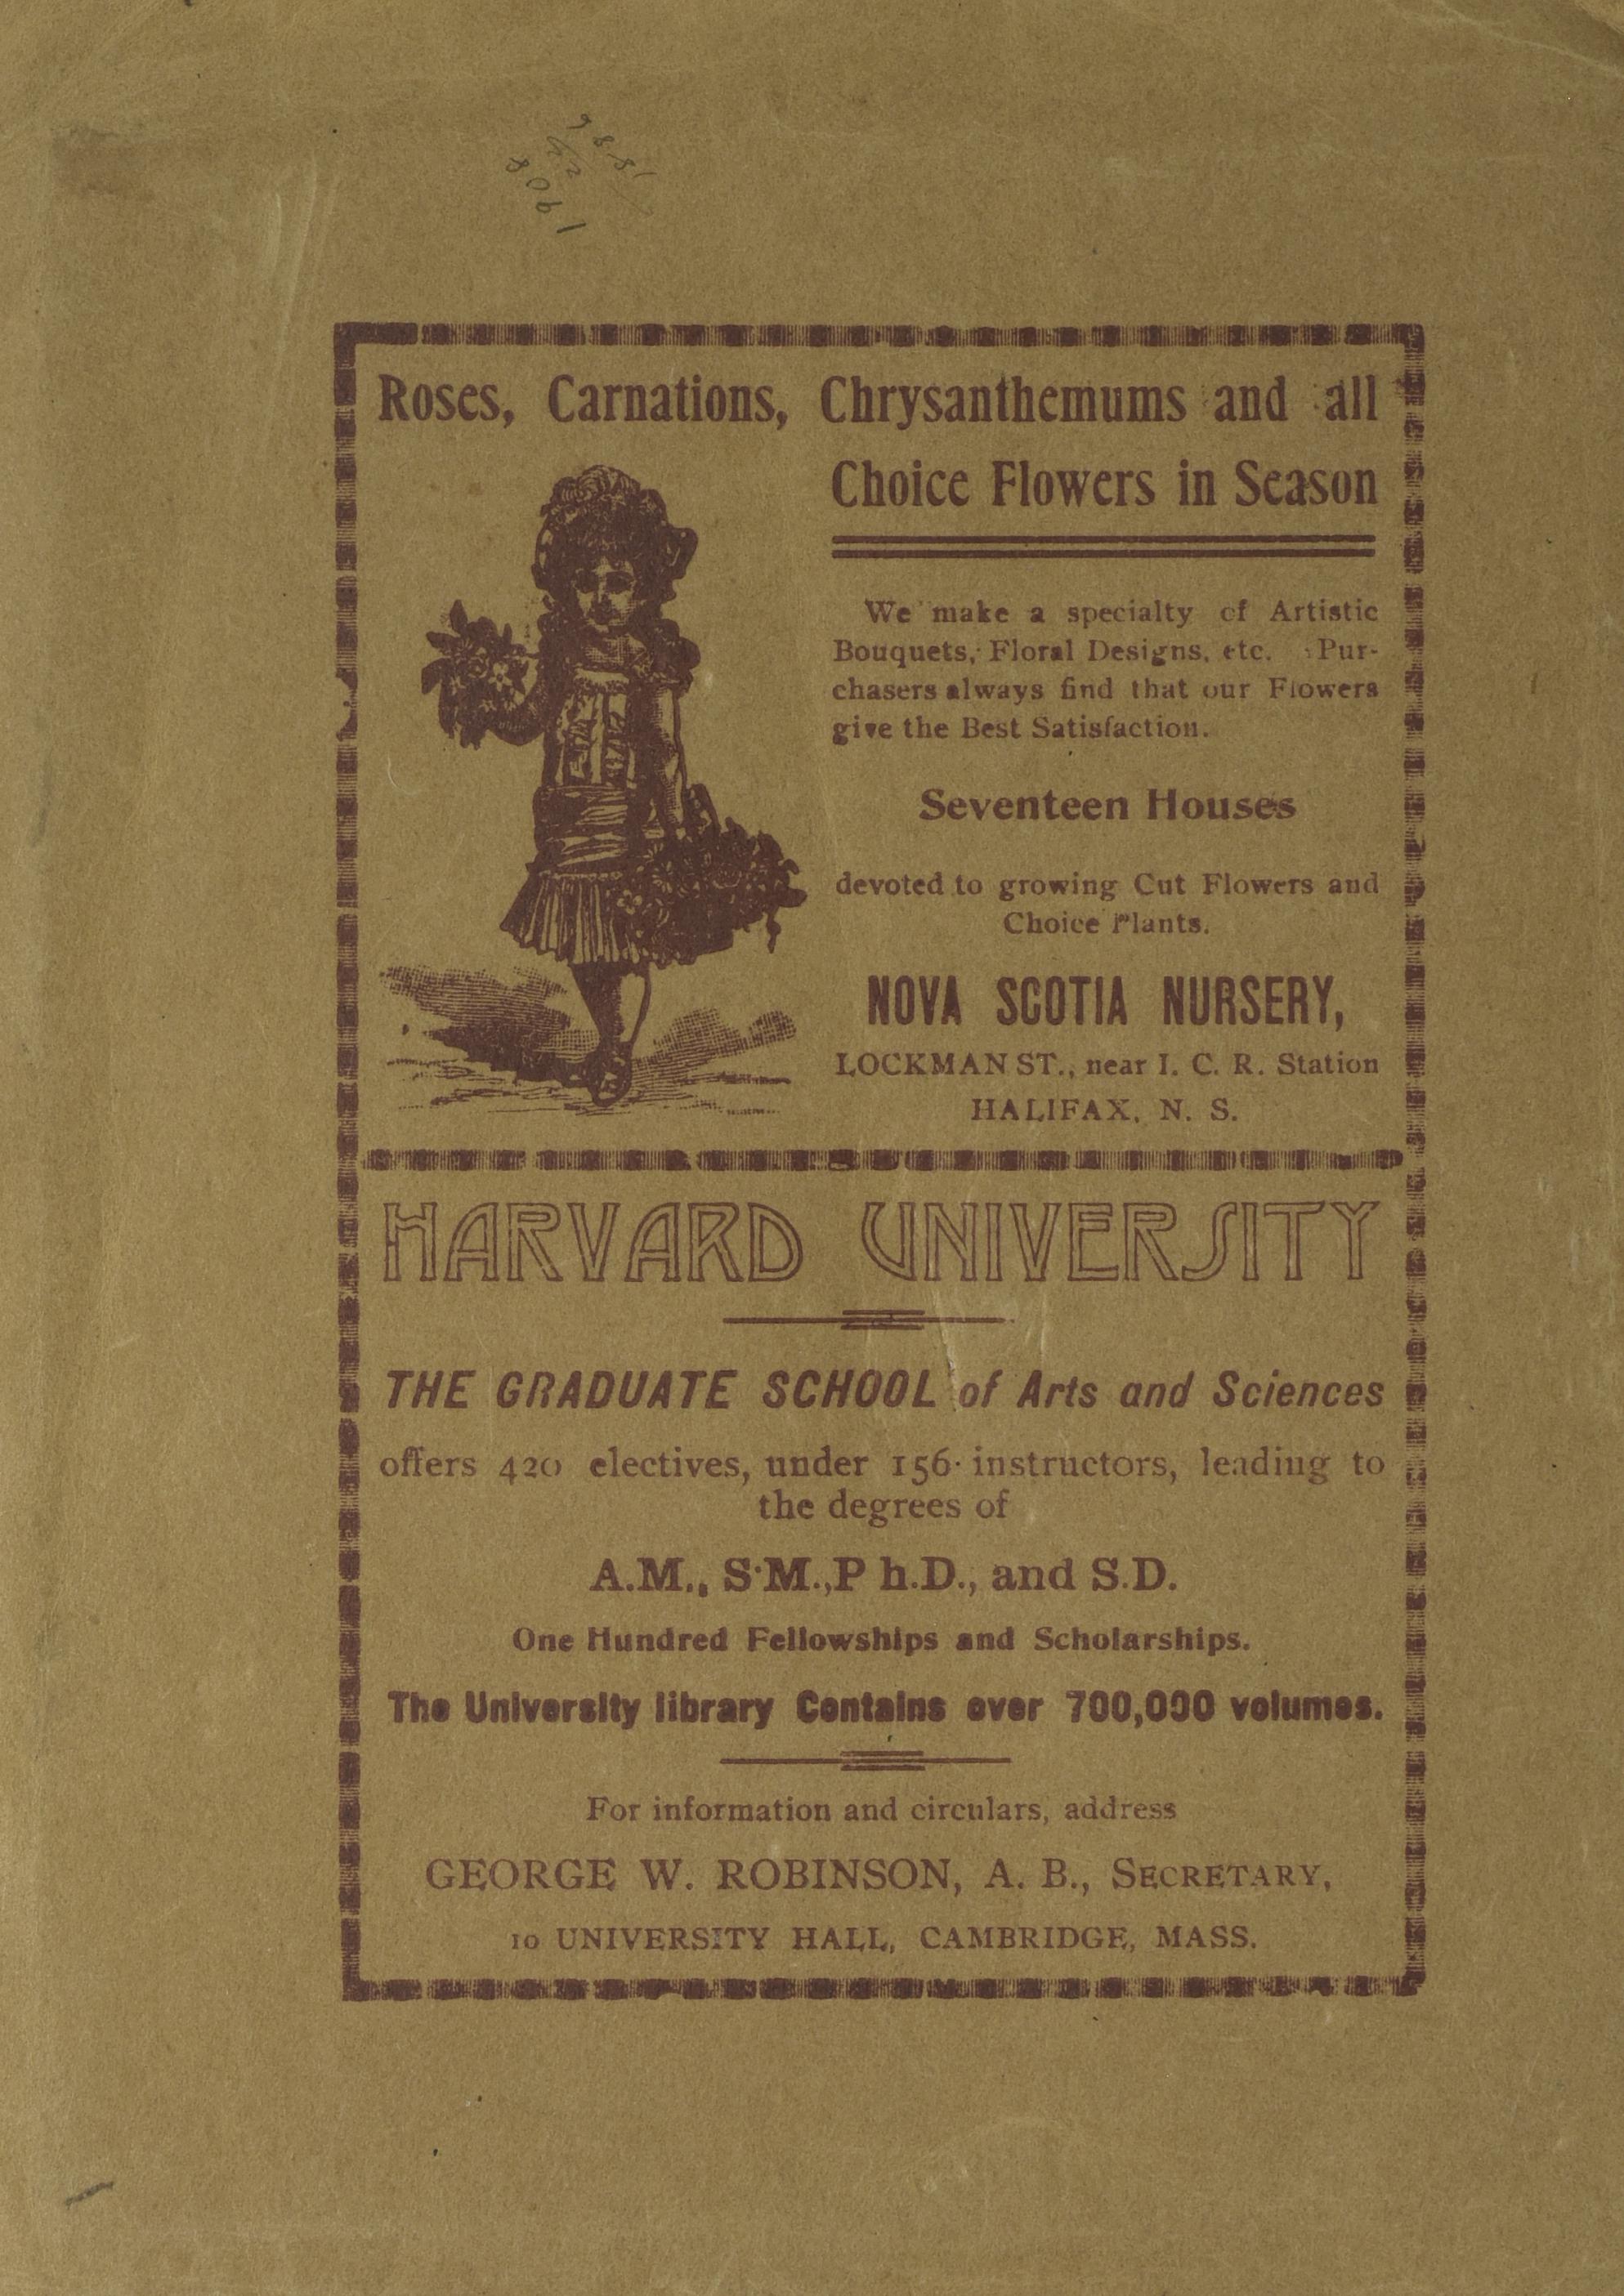 1908
Roses, Carnations, Chrysanthemums and all
Choice Flowers in Season
We make a specialty of Artistic
Bouquets, Floral Designs, etc. Pur-
chasers always find that our Flowers
give the Best Satisfaction.
Seventeen Houses
devoted to growing Cut Flowers and
Choice Plants.
NOVA SCOTIA NURSERY,
LOCKMAN ST., near I. C. R. Station
HALIFAX, N. S.
HARVARD UNIVERSITY
THE GRADUATE SCHOOL of Arts and Sciences
offers 420 electives, under 156 instructors, leading to
the degrees of
A.M., S.M.,P h.D., and S.D.
One Hundred Fellowships and Scholarships.
The University library Contains over 700,000 volumes.
For information and circulars, address
GEORGE W. ROBINSON, A. B., SECRETARY,
10 UNIVERSITY HALL, CAMBRIDGE, MASS.